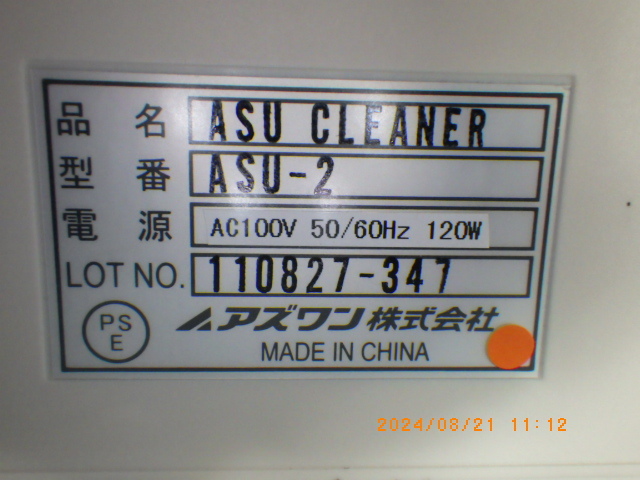 品名 ASU CLEANER
型番 ASU-2
電源 AC100V 50/60Hz 120W
LOT NO. 110827-347
PS
E
アズワン株式会社
MADE IN CHINA
2024/08/21 11:12